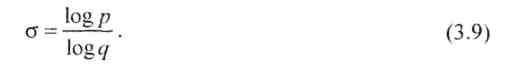 σ = log p / log q . (3.9)